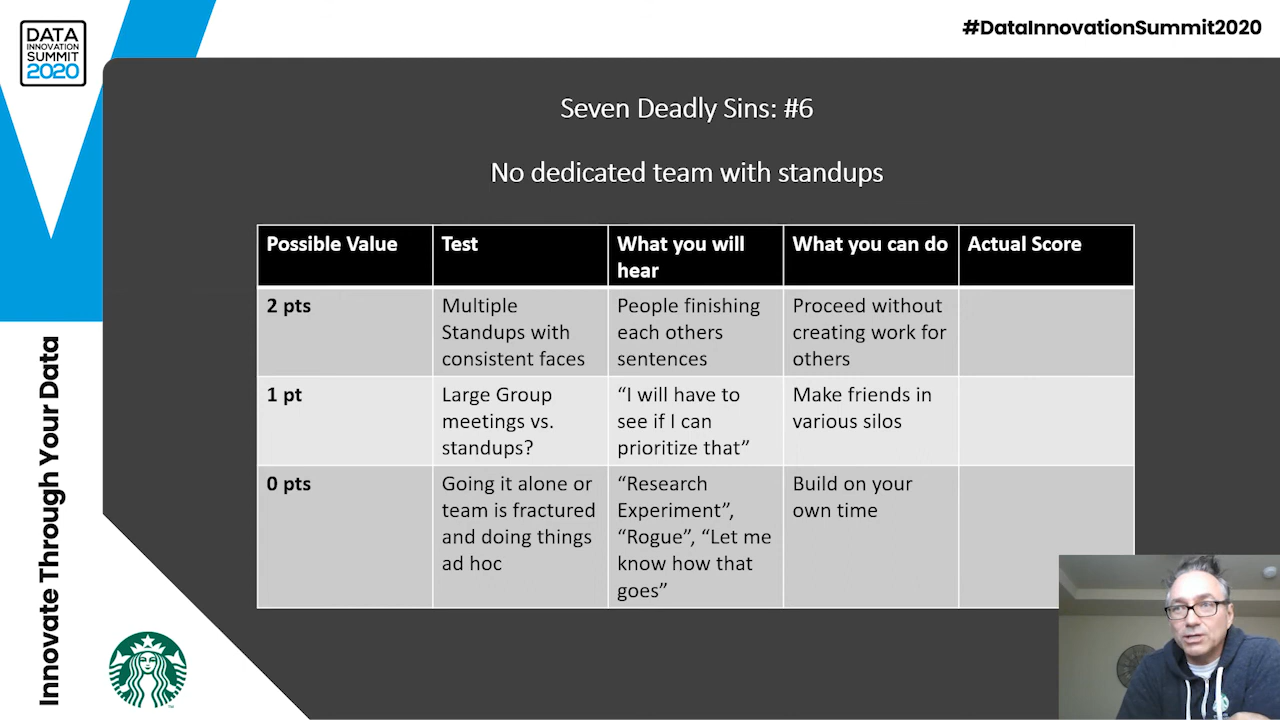 DATA
INNOVATION
SUMMIT
2020
#DataInnovationSummit2020
Innovate Through Your Data
Seven Deadly Sins: #6
No dedicated team with standups
Possible Value
Test
What you will
hear
What you can do
Actual Score
2 pts
Multiple
Standups with
consistent faces
People finishing
each others
sentences
Proceed without
creating work for
others
1 pt
Large Group
meetings vs.
standups?
“I will have to
see if I can
prioritize that”
Make friends in
various silos
0 pts
Going it alone or
team is fractured
and doing things
ad hoc
“Research
Experiment”,
“Rogue”, “Let me
know how that
goes”
Build on your
own time
TM